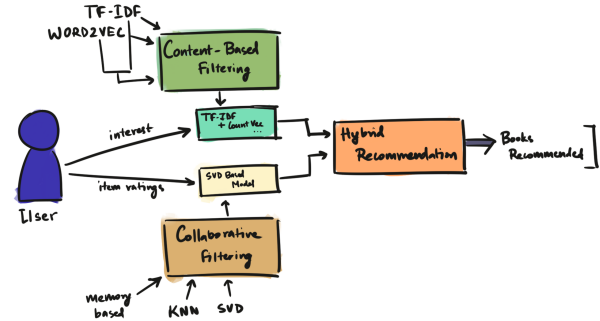 TF-IDF
WORD2VEC
Content-Based
Filtering
TF-IDF
+ Count Vec
...
interest
Hybrid
Recommendation
Books
Recommended
item ratings
SVD Based
Model
User
Collaborative
Filtering
memory
based
KNN
SVD